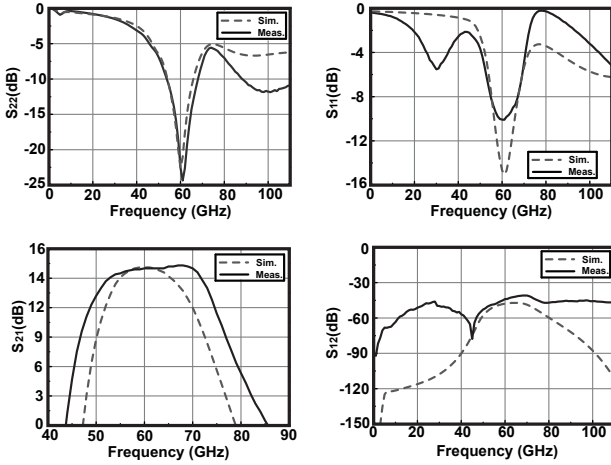 0
-5
-10
-15
-20
-25
S22(dB)
Sim.
Meas.
0 20 40 60 80 100
Frequency (GHz)
0
-4
-8
-12
-16
S11(dB)
Sim.
Meas.
0 20 40 60 80 100
Frequency (GHz)
16
14
13
9
6
3
0
S21(dB)
Sim.
Meas.
40 50 60 70 80 90
Frequency (GHz)
0
-30
-60
-90
-120
-150
S12(dB)
Sim.
Meas.
0 20 40 60 80 100
Frequency (GHz)